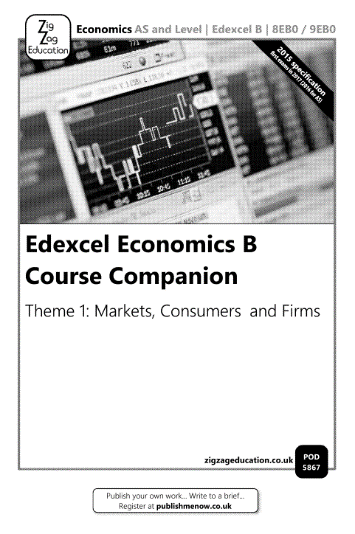 Zig
Zag
Education
Economics AS and Level | Edexcel B | 8EB0 / 9EB0
2015 specification
Edexcel Economics B
Course Companion
Theme 1: Markets, Consumers and Firms
zigzageducation.co.uk
POD
5867
Publish your own work... Write to a brief...
Register at publishmenow.co.uk